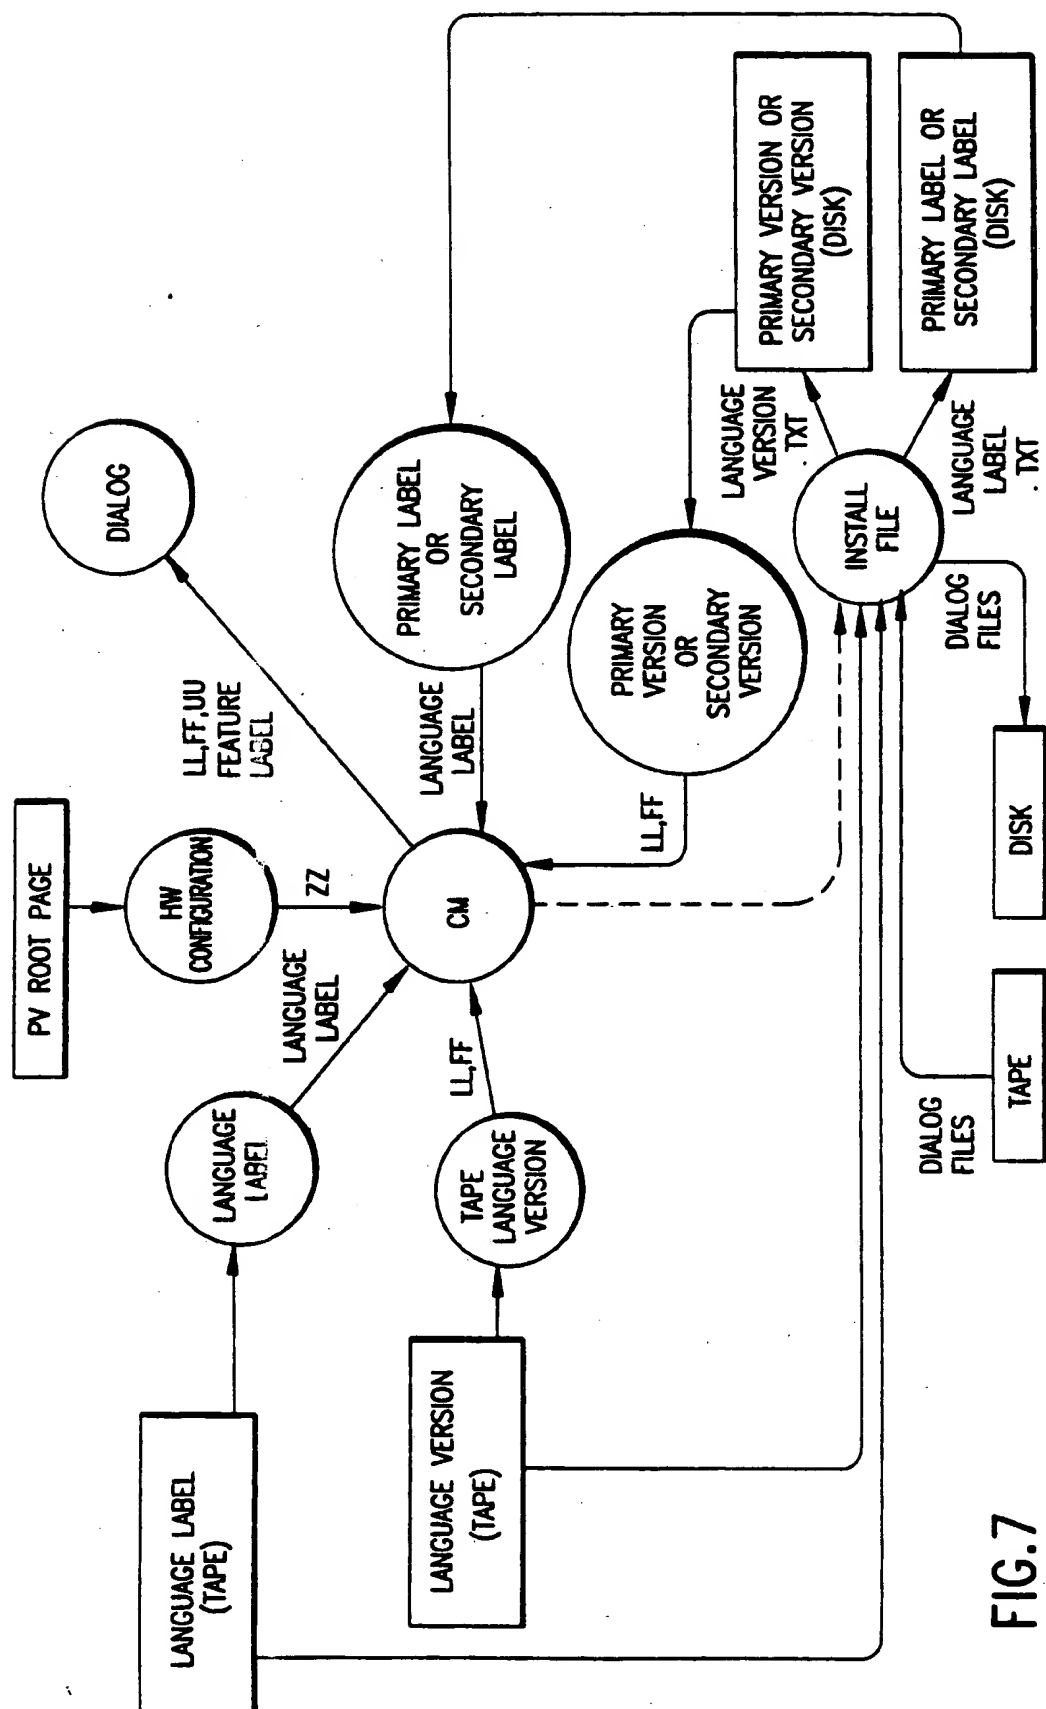 LANGUAGE LABEL
(TAPE)
LANGUAGE
LABEL
LANGUAGE
LABEL
PV ROOT PAGE
HW
CONFIGURATION
ZZ
LL,FF,UU
FEATURE
LABEL
DIALOG
LANGUAGE VERSION
(TAPE)
TAPE
LANGUAGE
VERSION
LL,FF
CM
LANGUAGE
LABEL
PRIMARY LABEL
OR
SECONDARY
LABEL
LL,FF
PRIMARY
VERSION
OR
SECONDARY
VERSION
LANGUAGE
VERSION
TXT
PRIMARY VERSION OR
SECONDARY VERSION
(DISK)
INSTALL
FILE
LANGUAGE
LABEL
.TXT
PRIMARY LABEL OR
SECONDARY LABEL
(DISK)
DIALOG
FILES
TAPE
DIALOG
FILES
DISK
FIG.7